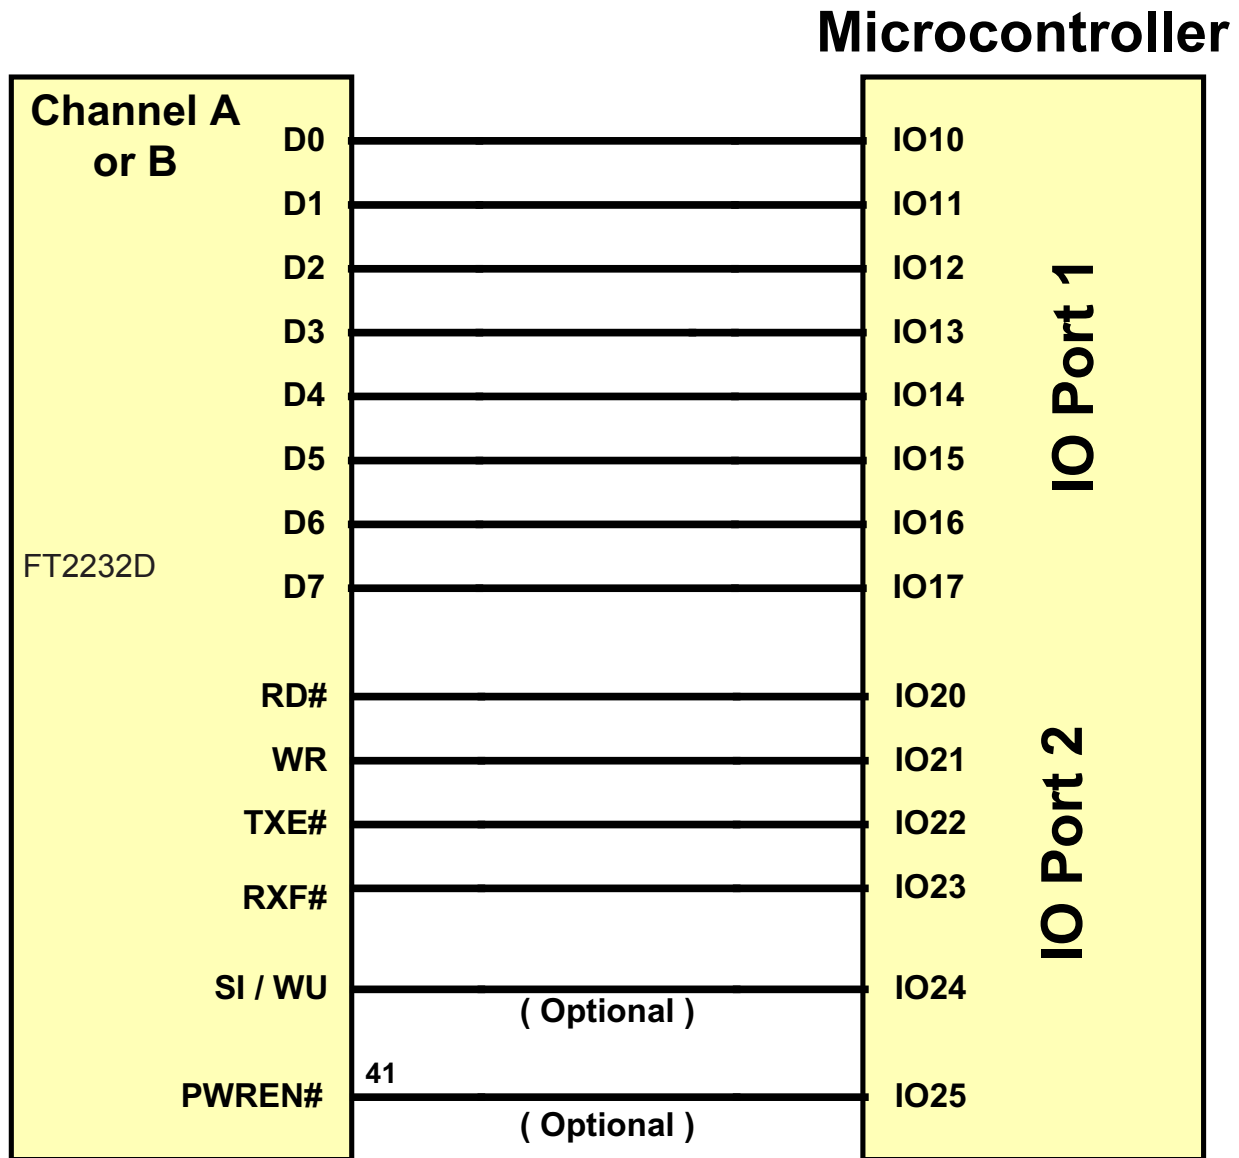 Microcontroller
Channel A
or B
D0
IO10
D1
IO11
D2
IO12
D3
IO13
D4
IO14
D5
IO15
D6
IO16
FT2232D
D7
IO17
IO Port 1
RD#
IO20
WR
IO21
TXE#
IO22
RXF#
IO23
IO Port 2
SI / WU
IO24
( Optional )
41
PWREN#
IO25
( Optional )